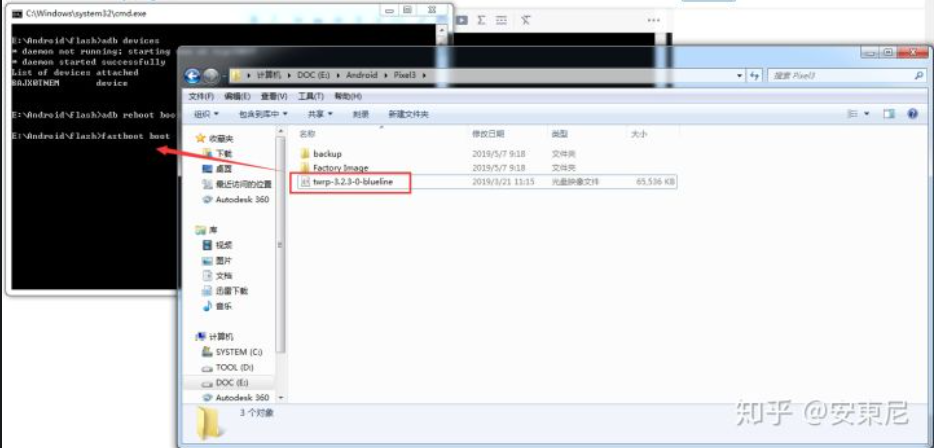 C:\Windows\system32\cmd.exe
E:\Android\flash>adb devices
* daemon not running; starting
* daemon started successfully
List of devices attached
device
E:\Android\flash>adb reboot boo
E:\Android\flash>fastboot boot
计算机 DOC (E:) Android Pixel3
搜索 Pixel3
文件(F) 编辑(E) 查看(V) 工具(T) 帮助(H)
组织 包含到库中 共享 刻录 新建文件夹
收藏夹
下载
桌面
最近访问的位置
Autodesk 360
库
视频
图片
文档
迅雷下载
音乐
计算机
SYSTEM (C:)
TOOL (D:)
DOC (E:)
Autodesk 360
名称 修改日期 类型 大小
backup 2019/5/7 9:18 文件夹
Factory Image 2019/5/7 9:18 文件夹
twrp-3.2.3-0-blueline 2019/3/21 11:15 光盘映像文件 65,536 KB
3 个对象
知乎 @安東尼